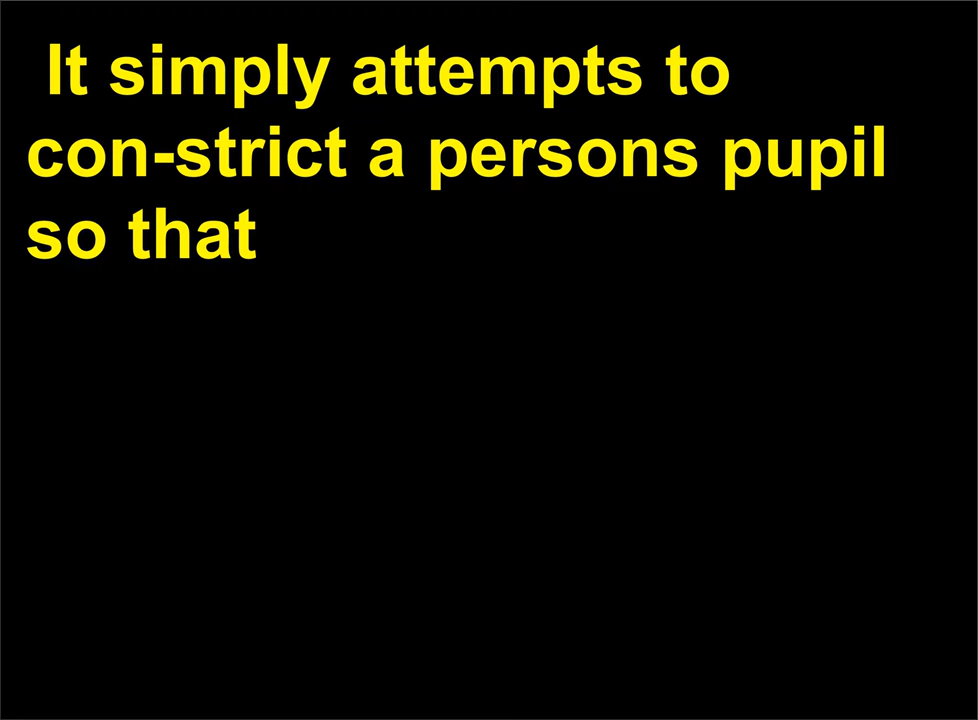 It simply attempts to
con-strict a persons pupil
so that